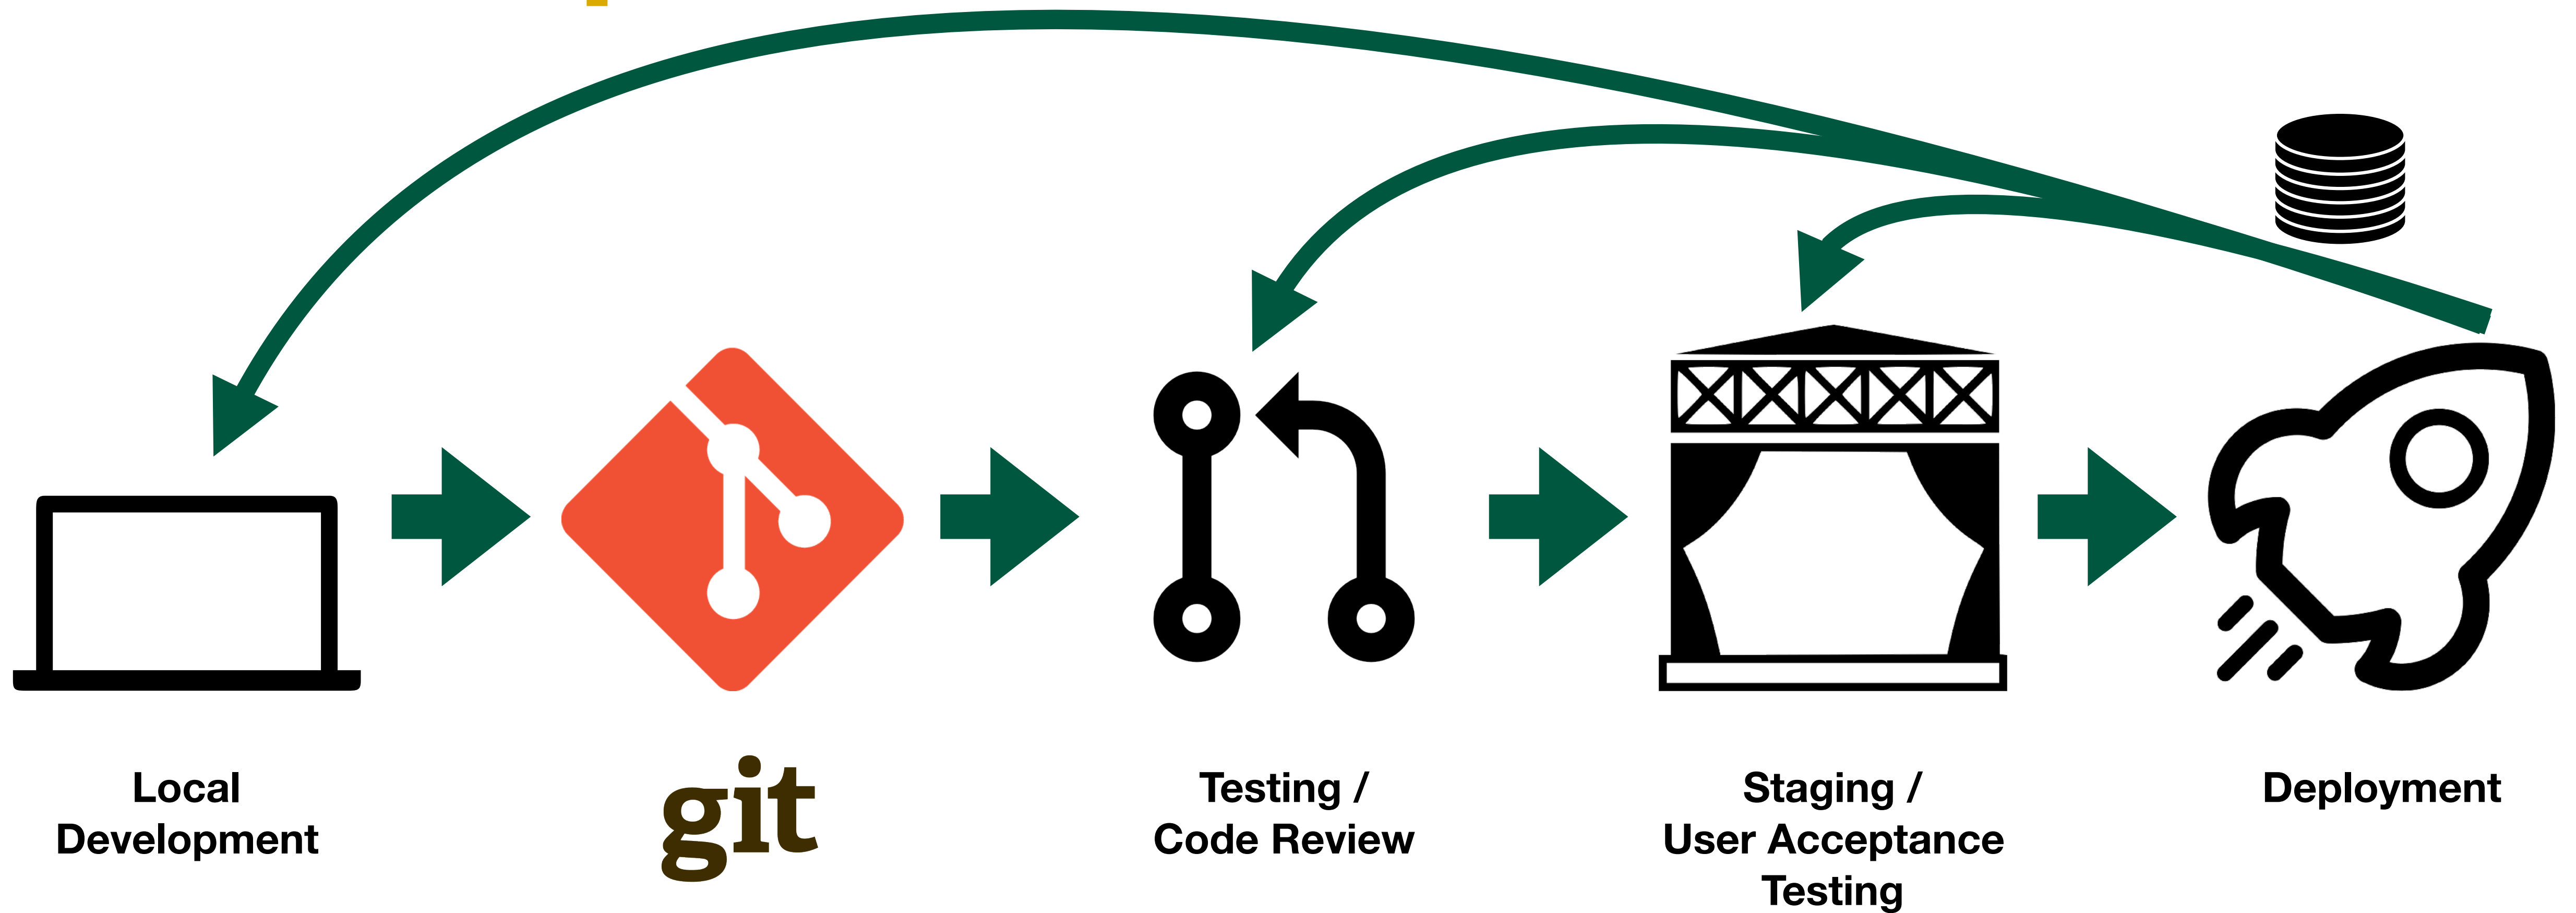 Local
Development
git
Testing /
Code Review
Staging /
User Acceptance
Testing
Deployment